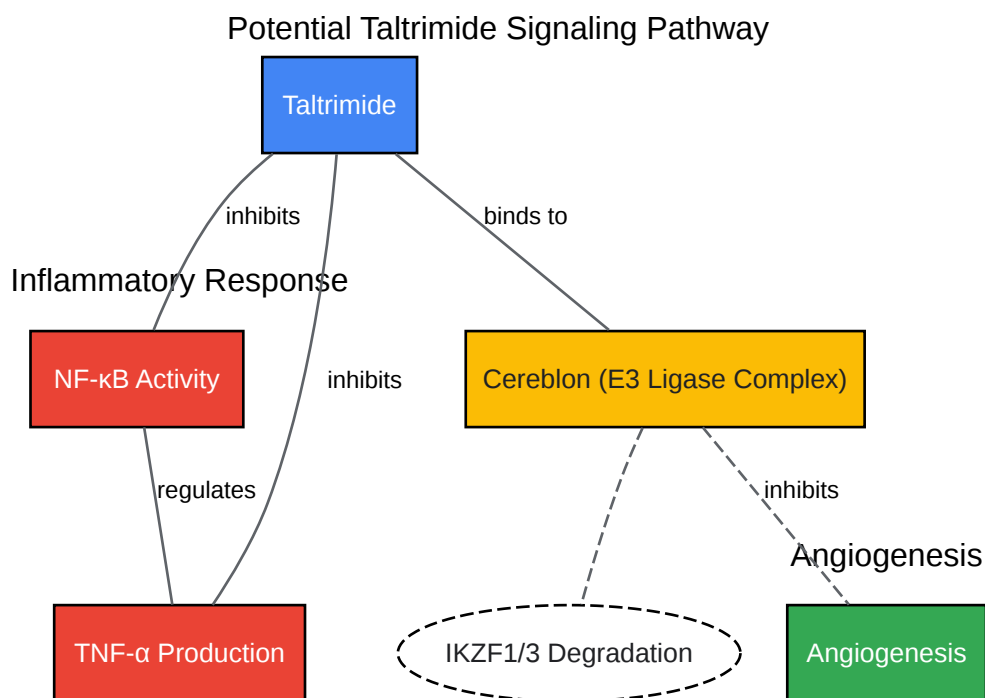 Potential Taltrimide Signaling Pathway
Taltrimide
inhibits
binds to
Inflammatory Response
NF-κB Activity
inhibits
Cereblon (E3 Ligase Complex)
regulates
inhibits
Angiogenesis
TNF-α Production
IKZF1/3 Degradation
Angiogenesis